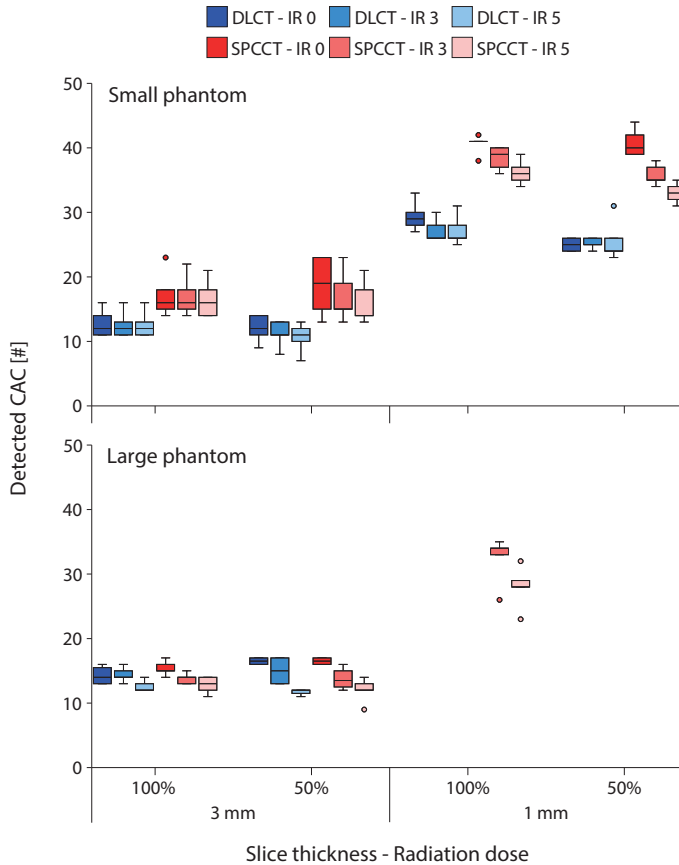 DLCT - IR 0 DLCT - IR 3 DLCT - IR 5
SPCCT - IR 0 SPCCT - IR 3 SPCCT - IR 5
Detected CAC [#]
Small phantom
50
40
30
20
10
0
Large phantom
50
40
30
20
10
0
100% 50% 100% 50%
3 mm 1 mm
Slice thickness - Radiation dose